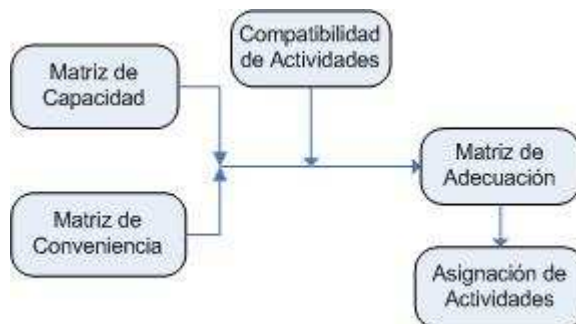 Compatibilidad
de Actividades
Matriz de
Capacidad
Matriz de
Adecuación
Matriz de
Conveniencia
Asignación de
Actividades